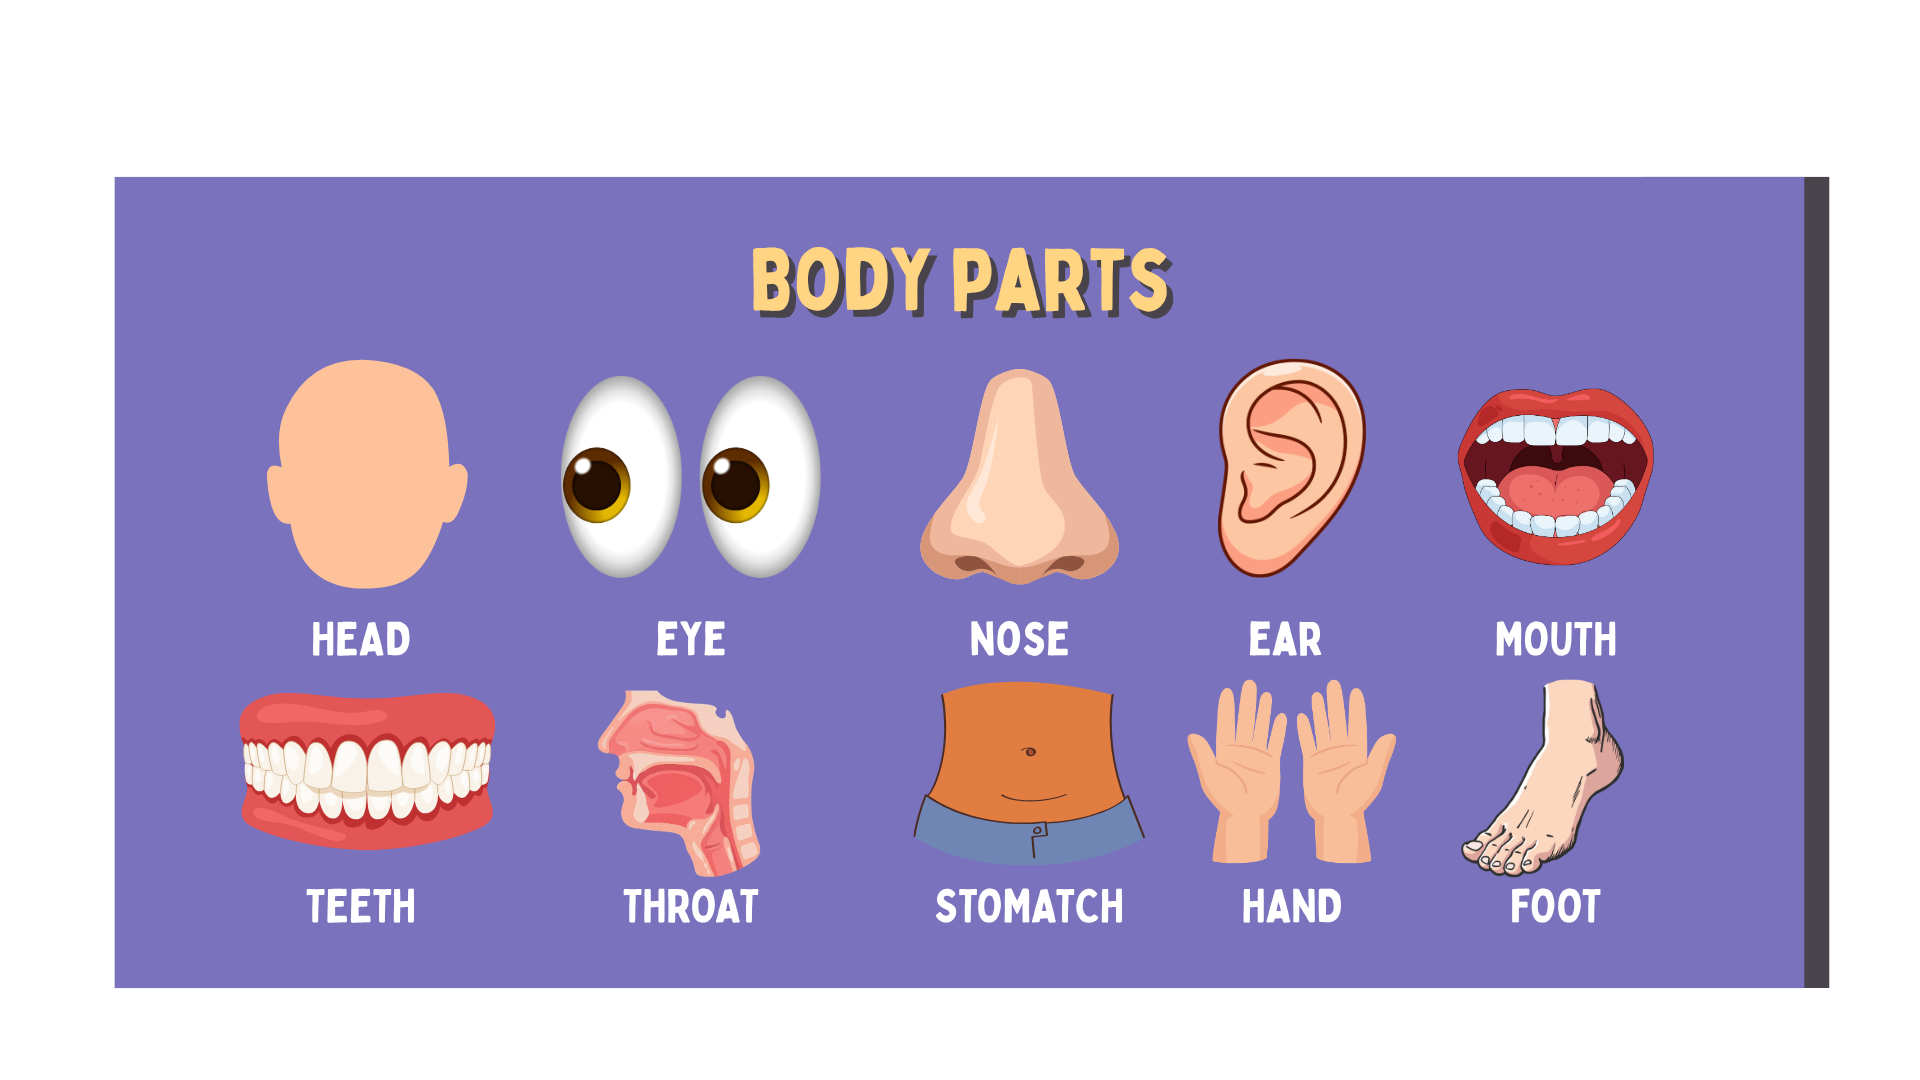 BODY PARTS
HEAD EYE NOSE EAR MOUTH
TEETH THROAT STOMATCH HAND FOOT